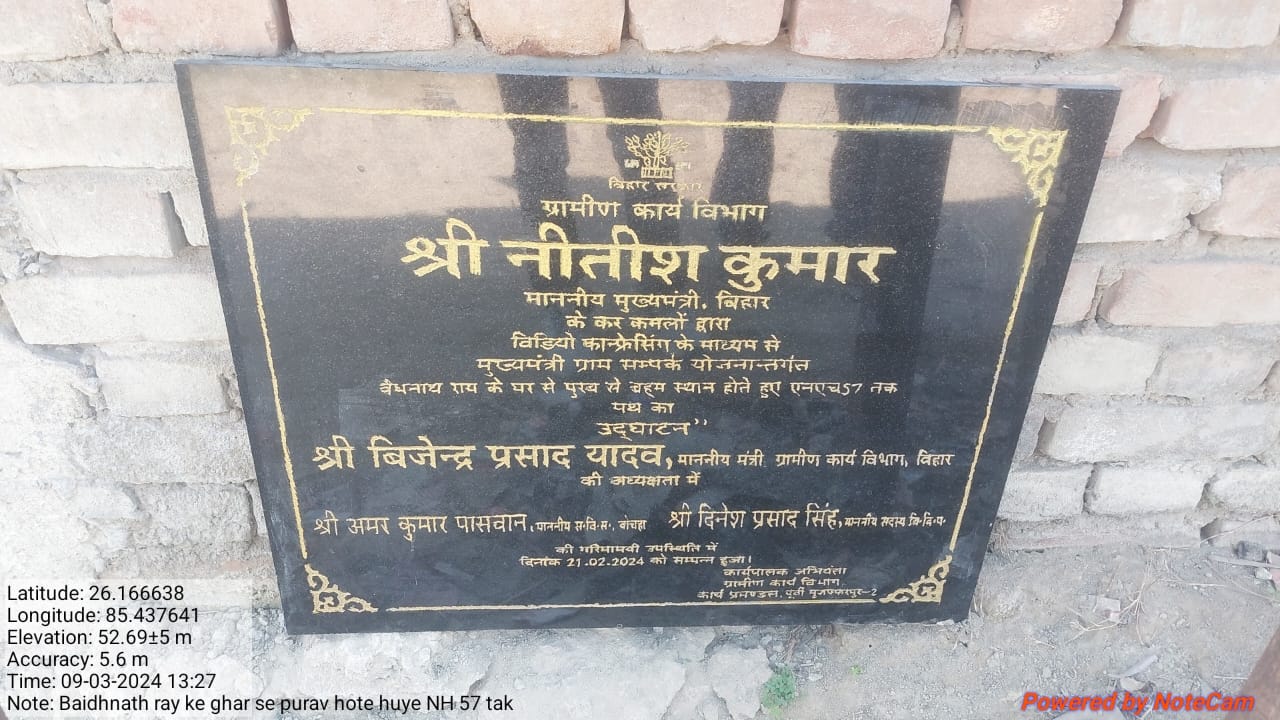 बिहार सरकार
ग्रामीण कार्य विभाग
श्री नीतीश कुमार
माननीय मुख्यमंत्री, बिहार
के कर कमलों द्वारा
विडियो कान्फ्रेसिंग के माध्यम से
मुख्यमंत्री ग्राम सम्पर्क योजनान्तर्गत
वैधनाथ राय के घर से पुरब से ब्रहम स्थान होते हुए एनएच57 तक
पथ का
उद्घाटन”
श्री बिजेन्द्र प्रसाद यादव, माननीय मंत्री ग्रामीण कार्य विभाग, बिहार
की अध्यक्षता में
श्री अमर कुमार पासवान, माननीय स॰वि॰स॰, बोचहा श्री दिनेश प्रसाद सिंह, माननीय सदस्य बि॰वि॰प॰
की गरिमामयी उपस्थिति में
दिनांक 21.02.2024 को सम्पन्न हुआ।
कार्यपालक अभियंता
ग्रामीण कार्य विभाग,
कार्य प्रमण्डल, पूर्वी मुजफ्फरपुर-2
Latitude: 26.166638
Longitude: 85.437641
Elevation: 52.69±5 m
Accuracy: 5.6 m
Time: 09-03-2024 13:27
Note: Baidhnath ray ke ghar se purav hote huye NH 57 tak
Powered by NoteCam